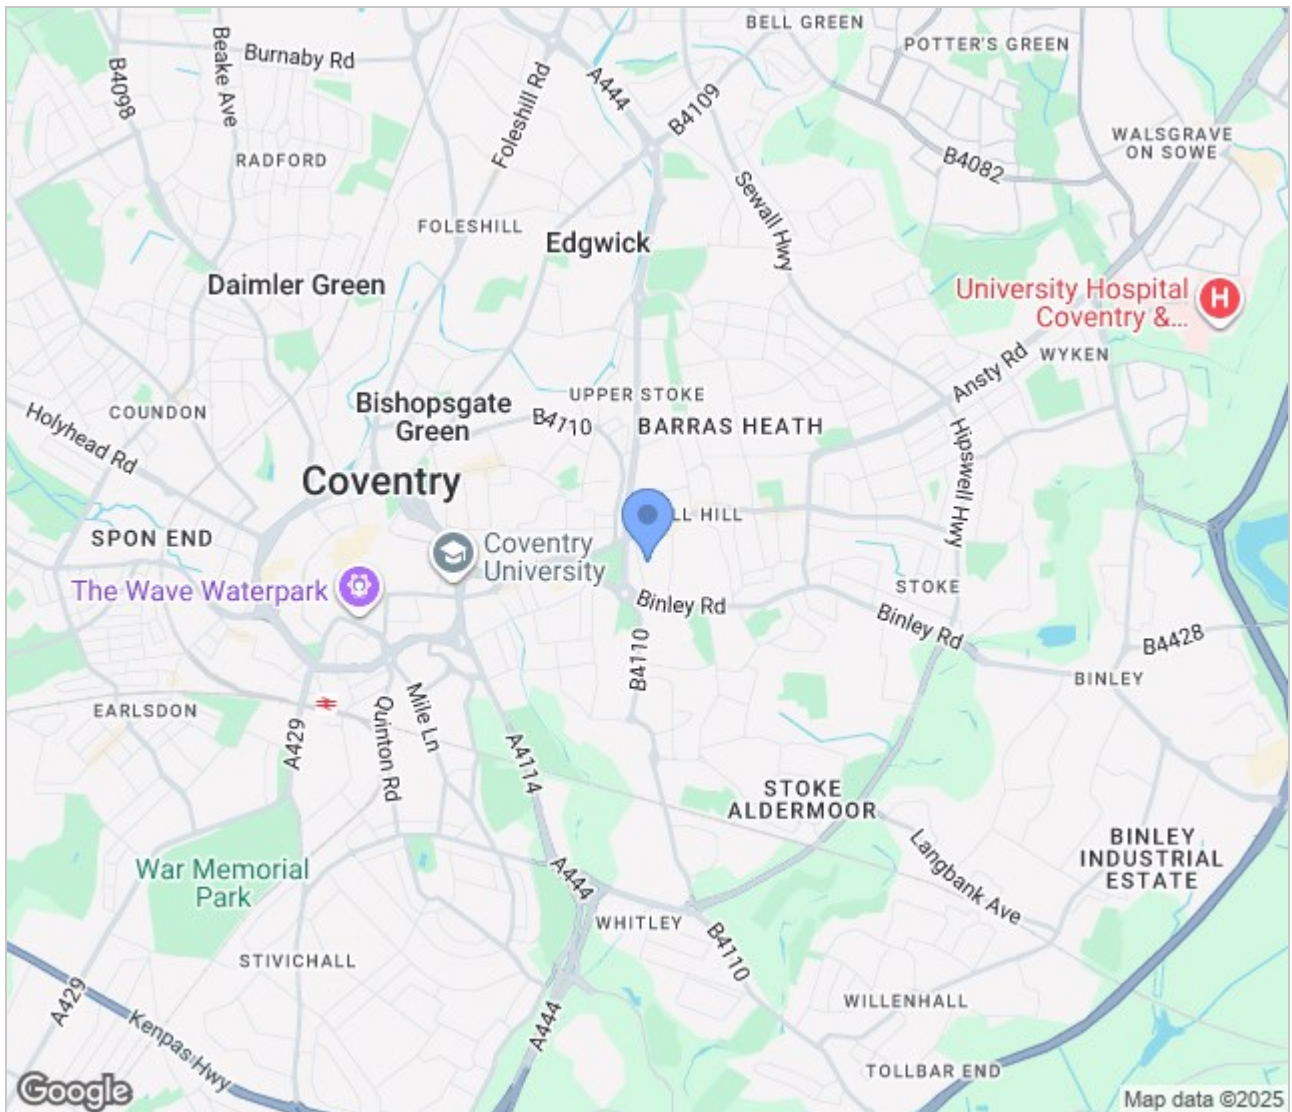 BELL GREEN
POTTER'S GREEN
Burnaby Rd
Beake Ave
B4098
Foleshill Rd
A444
B4109
WALSGRAVE
ON SOWE
B4082
RADFORD
Sewall Hwy
FOLESHILL
Edgwick
Daimler Green
University Hospital
Coventry &...
H
WYKEN
Ansty Rd
UPPER STOKE
Bishopsgate
Green
B4110
COUNDON
BARRAS HEATH
Holyhead Rd
Hipswell Hwy
Coventry
LL HILL
SPON END
Coventry
University
The Wave Waterpark
STOKE
Binley Rd
Binley Rd
B4428
B4110
BINLEY
EARLSDON
Mile Ln
Quinton Rd
A429
A4114
STOKE
ALDERMOOR
Langbank Ave
BINLEY
INDUSTRIAL
ESTATE
War Memorial
Park
A444
WHITLEY
B4110
STIVICHALL
A429
WILLENHALL
Kenpas Hwy
A444
TOLLBAR END
Google
Map data ©2025